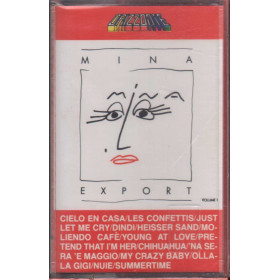 MINA
MINA
EXPORT
VOLUME 1
CIELO EN CASA/LES CONFETTIS/JUST
LET ME CRY/DINDI/HEISSER SAND/MO-
LIENDO CAFÈ/YOUNG AT LOVE/PRE-
TEND THAT I'M HER/CHIHUAHUA/'NA SE-
RA 'E MAGGIO/MY CRAZY BABY/OLLA-
LA GIGI/NUIE/SUMMERTIME